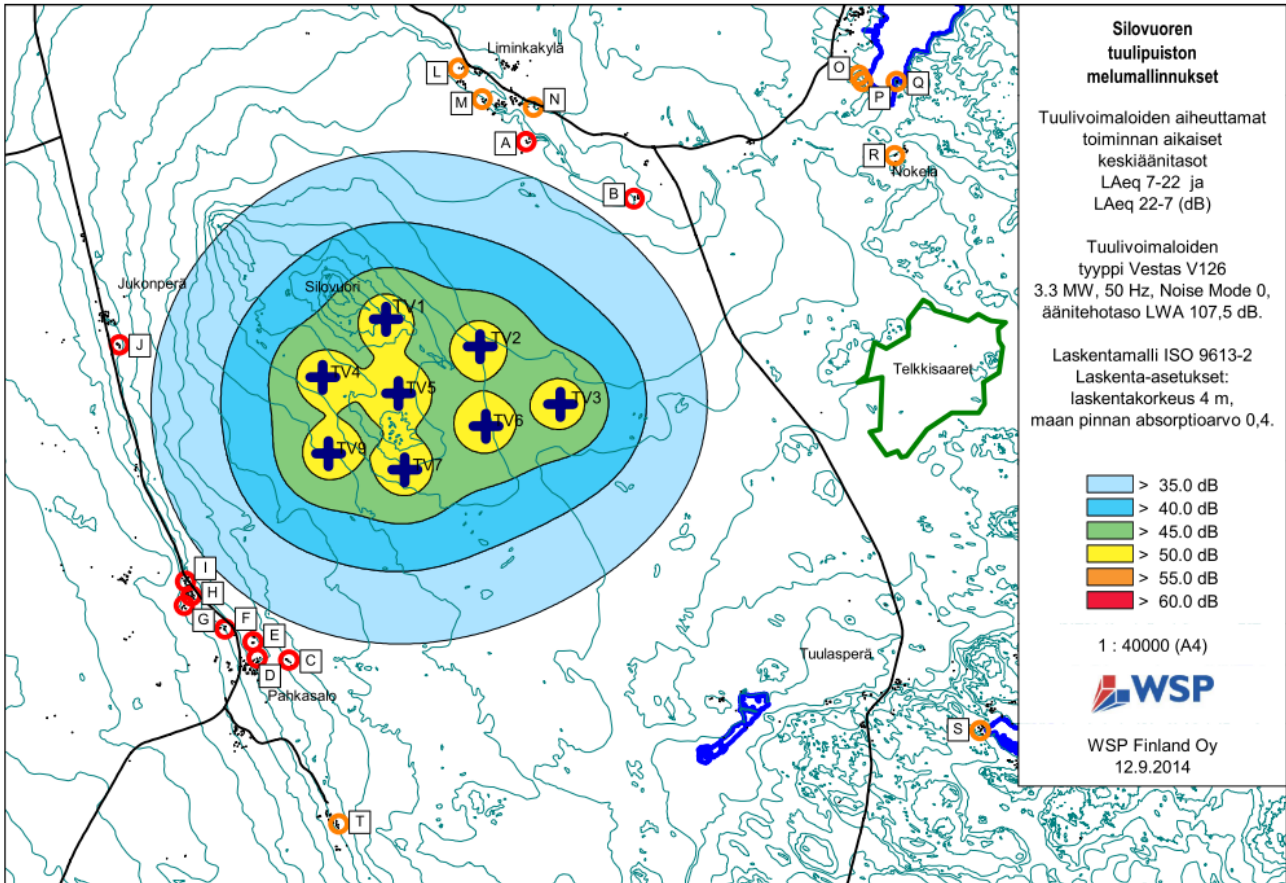 Liminkakylä
L
M
N
A
B
O
P
Q
R
Nokela
Jukonperä
J
Silovuori
TV1
TV2
TV4
TV5
TV3
TV6
TV9
TV7
Telkkisaaret
I
H
G
F
E
D
C
Pahkasalo
Tuulasperä
S
T
Silovuoren
tuulipuiston
melumallinnukset
Tuulivoimaloiden aiheuttamat
toiminnan aikaiset
keskiäänitasot
LAeq 7-22 ja
LAeq 22-7 (dB)
Tuulivoimaloiden
tyyppi Vestas V126
3.3 MW, 50 Hz, Noise Mode 0,
äänitehotaso LWA 107,5 dB.
Laskentamalli ISO 9613-2
Laskenta-asetukset:
laskentakorkeus 4 m,
maan pinnan absorptioarvo 0,4.
> 35.0 dB
> 40.0 dB
> 45.0 dB
> 50.0 dB
> 55.0 dB
> 60.0 dB
1 : 40000 (A4)
WSP
WSP Finland Oy
12.9.2014